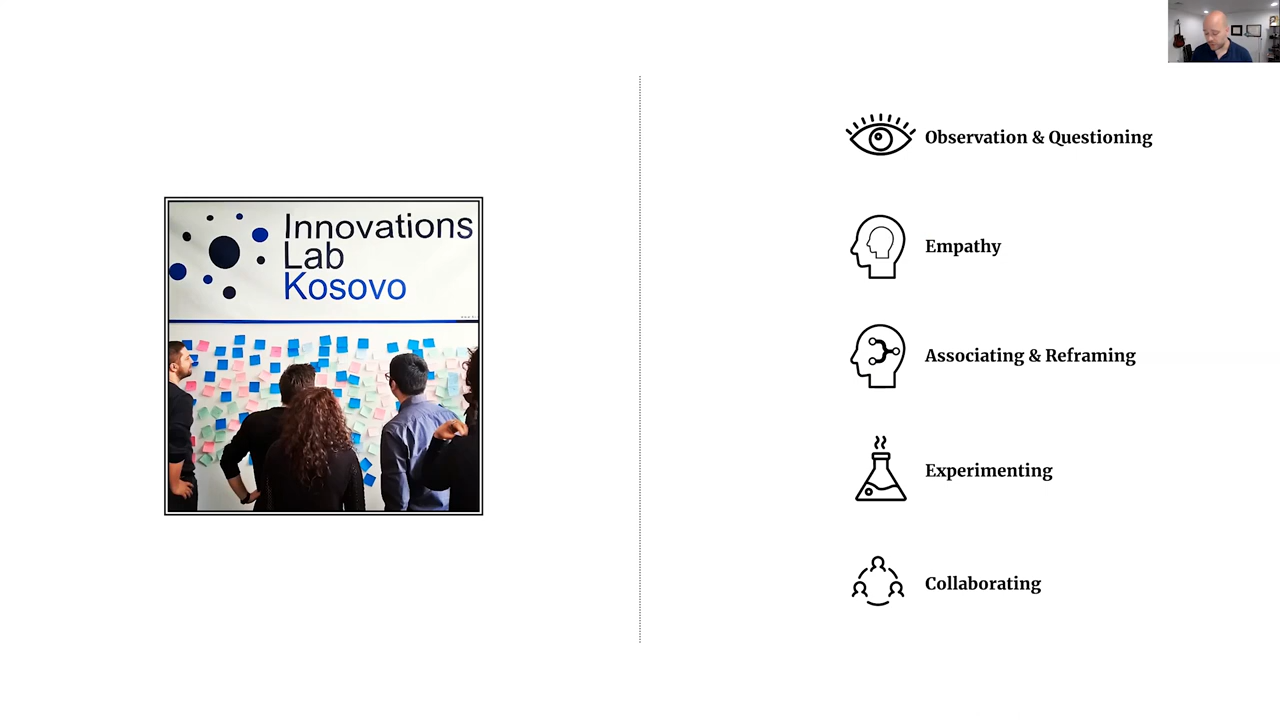 Innovations
Lab
Kosovo
Observation & Questioning
Empathy
Associating & Reframing
Experimenting
Collaborating